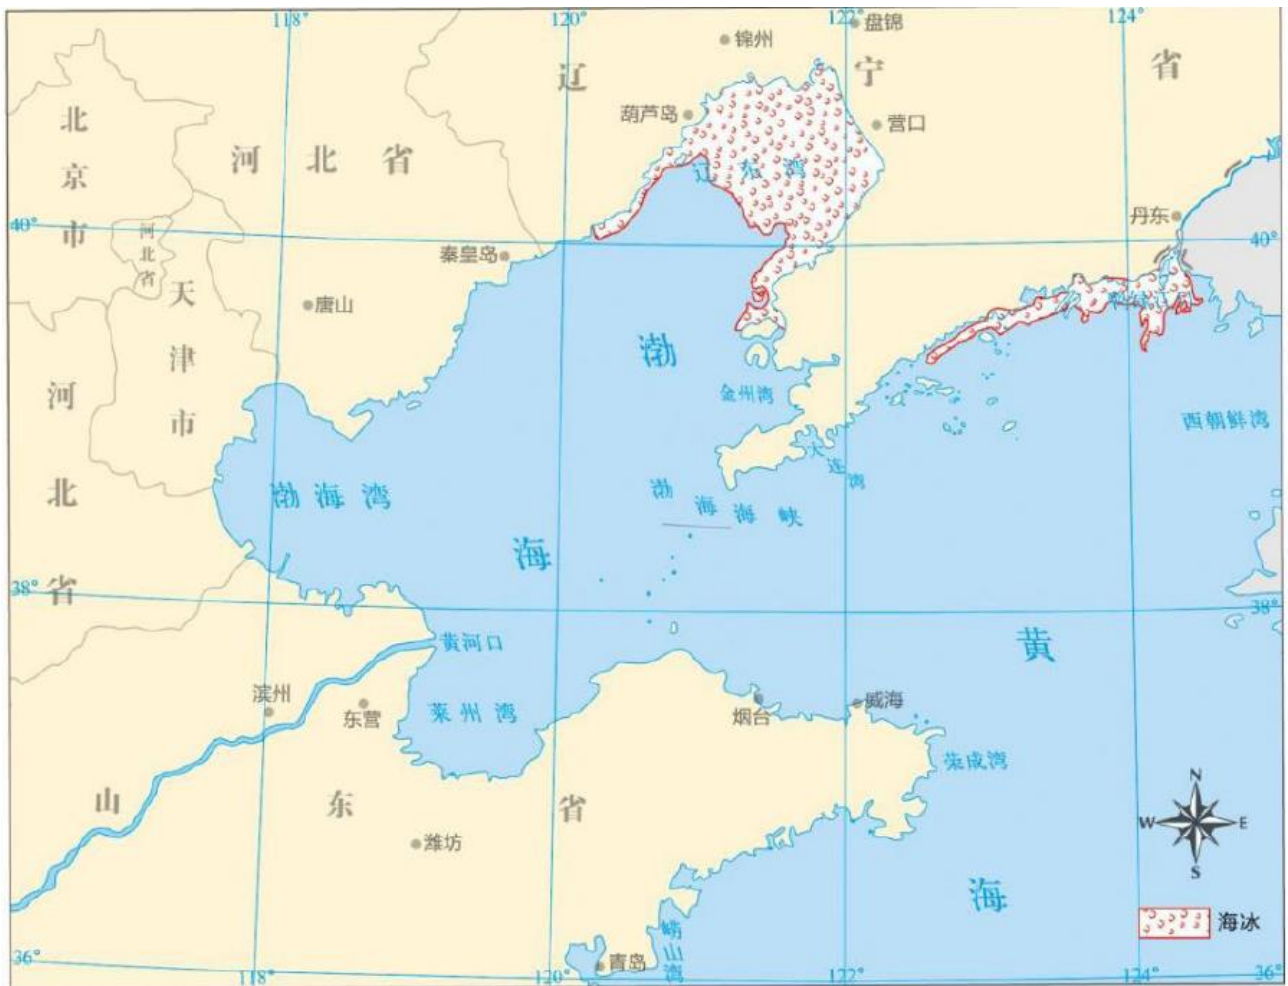 118°
120°
122°
124°
盘锦
锦州
辽宁省
葫芦岛
营口
北京市
河北省
辽东湾
丹东
40°
40°
河北省
秦皇岛
天津市
唐山
渤海
金州湾
西朝鲜湾
河北省
大连湾
渤海湾
渤海海峡
38°
38°
黄河口
黄海
滨州
东营
莱州湾
烟台
威海
荣成湾
山东省
潍坊
N
W
E
S
海冰
崂山湾
青岛
36°
118°
120°
122°
124°
36°